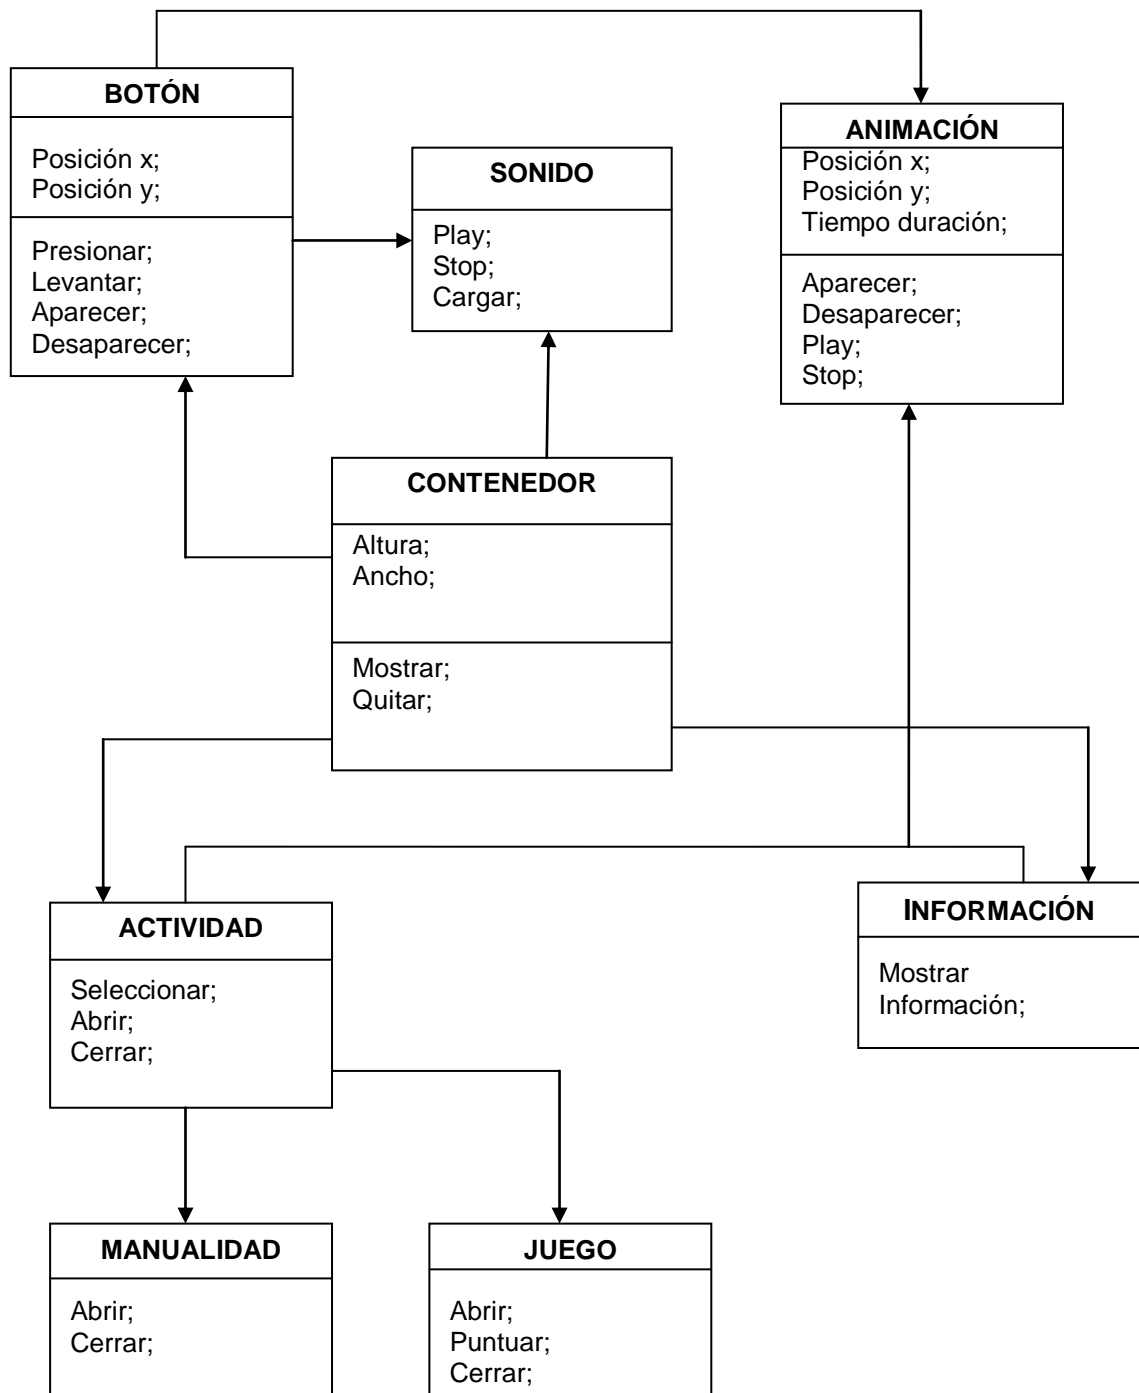 BOTÓN
Posición x;
Posición y;
Presionar;
Levantar;
Aparecer;
Desaparecer;
SONIDO
Play;
Stop;
Cargar;
ANIMACIÓN
Posición x;
Posición y;
Tiempo duración;
Aparecer;
Desaparecer;
Play;
Stop;
CONTENEDOR
Altura;
Ancho;
Mostrar;
Quitar;
ACTIVIDAD
Seleccionar;
Abrir;
Cerrar;
INFORMACIÓN
Mostrar
Información;
MANUALIDAD
Abrir;
Cerrar;
JUEGO
Abrir;
Puntuar;
Cerrar;